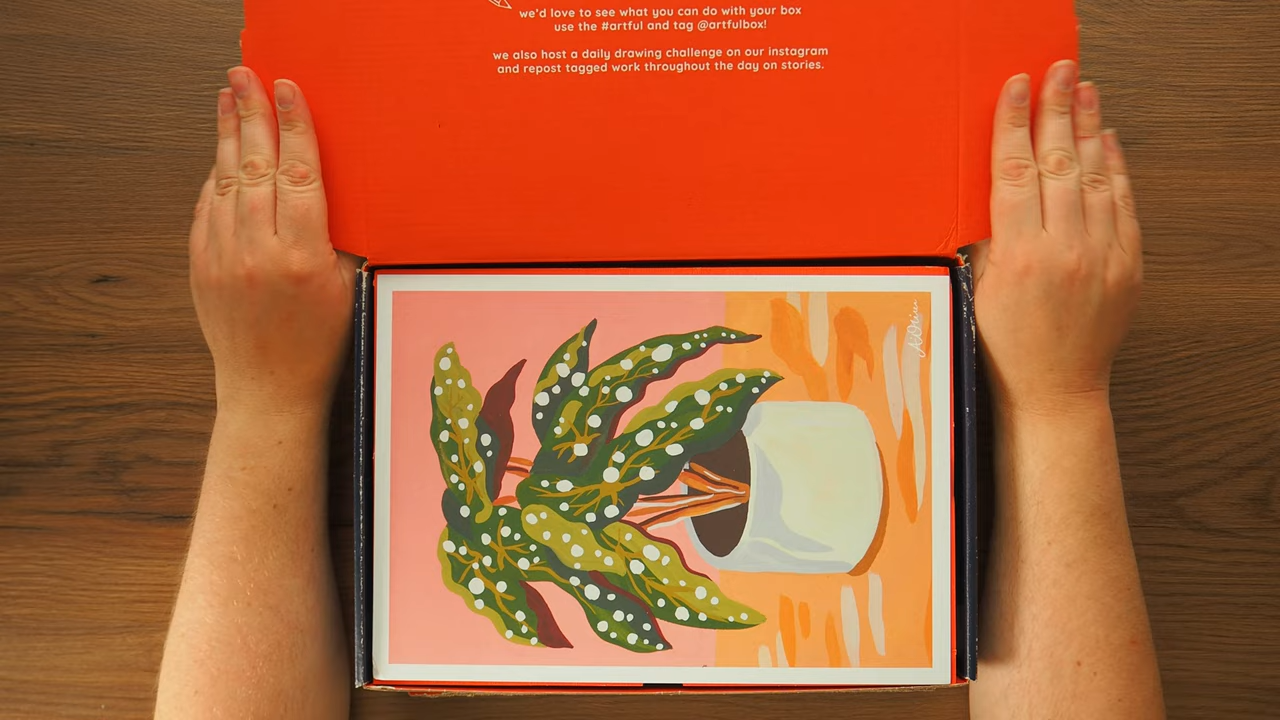 we'd love to see what you can do with your box
use the #artful and tag @artfulbox!
we also host a daily drawing challenge on our instagram
and repost tagged work throughout the day on stories.